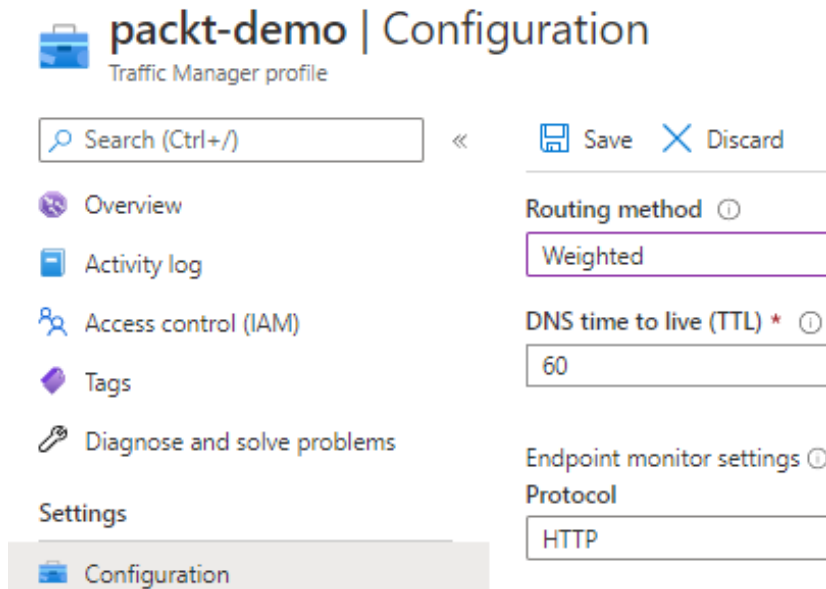 packt-demo | Configuration
Traffic Manager profile
Search (Ctrl+/)
Overview
Activity log
Access control (IAM)
Tags
Diagnose and solve problems
Settings
Configuration
Save
Discard
Routing method
Weighted
DNS time to live (TTL) *
60
Endpoint monitor settings
Protocol
HTTP